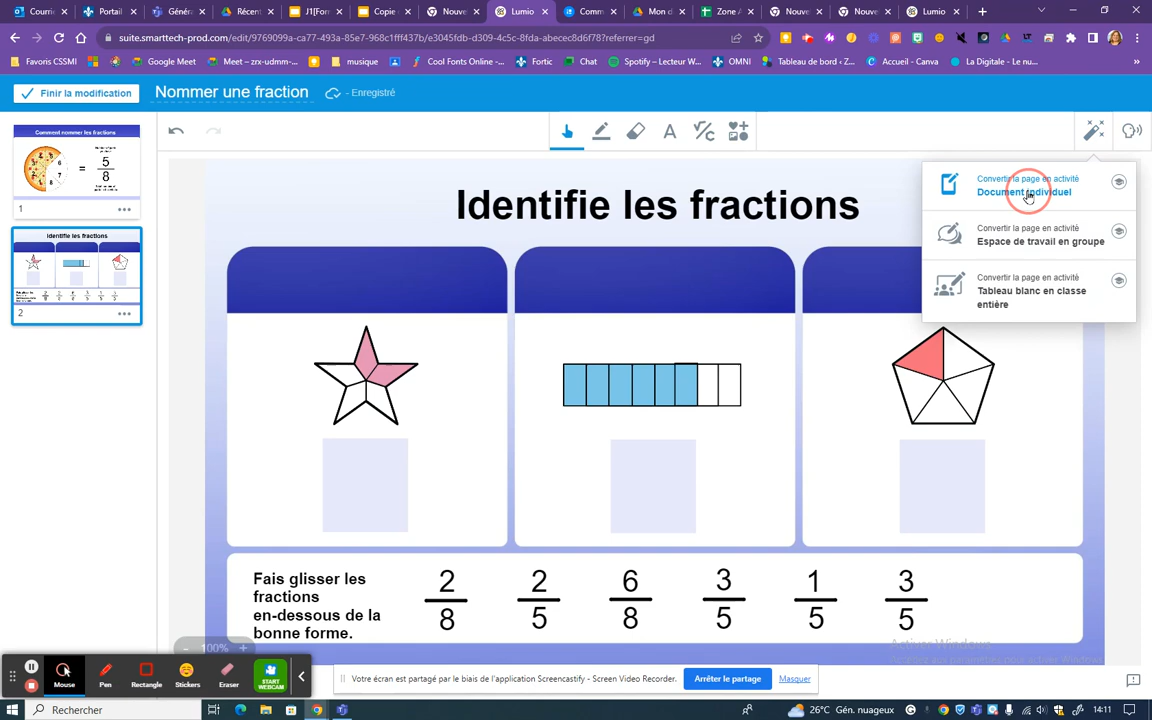 Courrie
Portail
Généra
Récent
J1[Forn
Copie
Nouve
Lumio
Comm
Mon d
Zone A
Nouve
Nouve
Lumio
suite.smarttech-prod.com/edit/9769099a-ca77-493a-85e7-968c1fff437b/e3045fdb-d309-4c5c-8fda-abecec8d6f78?referrer=gd
Favoris CSSMI
Google Meet
Meet – zrx-udmm-...
musique
Cool Fonts Online -...
Fortic
Chat
Spotify – Lecteur W...
OMNI
Tableau de bord ‹ Z...
Accueil - Canva
La Digitale - Le nu...
»
Finir la modification
Nommer une fraction
- Enregistré
Comment nommer les fractions
= 5/8
1
Identifie les fractions
2
Convertir la page en activité
Document individuel
Convertir la page en activité
Espace de travail en groupe
Convertir la page en activité
Tableau blanc en classe
entière
Identifie les fractions
Fais glisser les
fractions
en-dessous de la
bonne forme.
2/8 2/5 6/8 3/5 1/5 3/5
- 100% +
Activer Windows
Mouse
Pen
Rectangle
Stickers
Eraser
START
WEBCAM
Votre écran est partagé par le biais de l'application Screencastify - Screen Video Recorder.
Arrêter le partage
Masquer
Rechercher
26°C Gén. nuageux
14:11